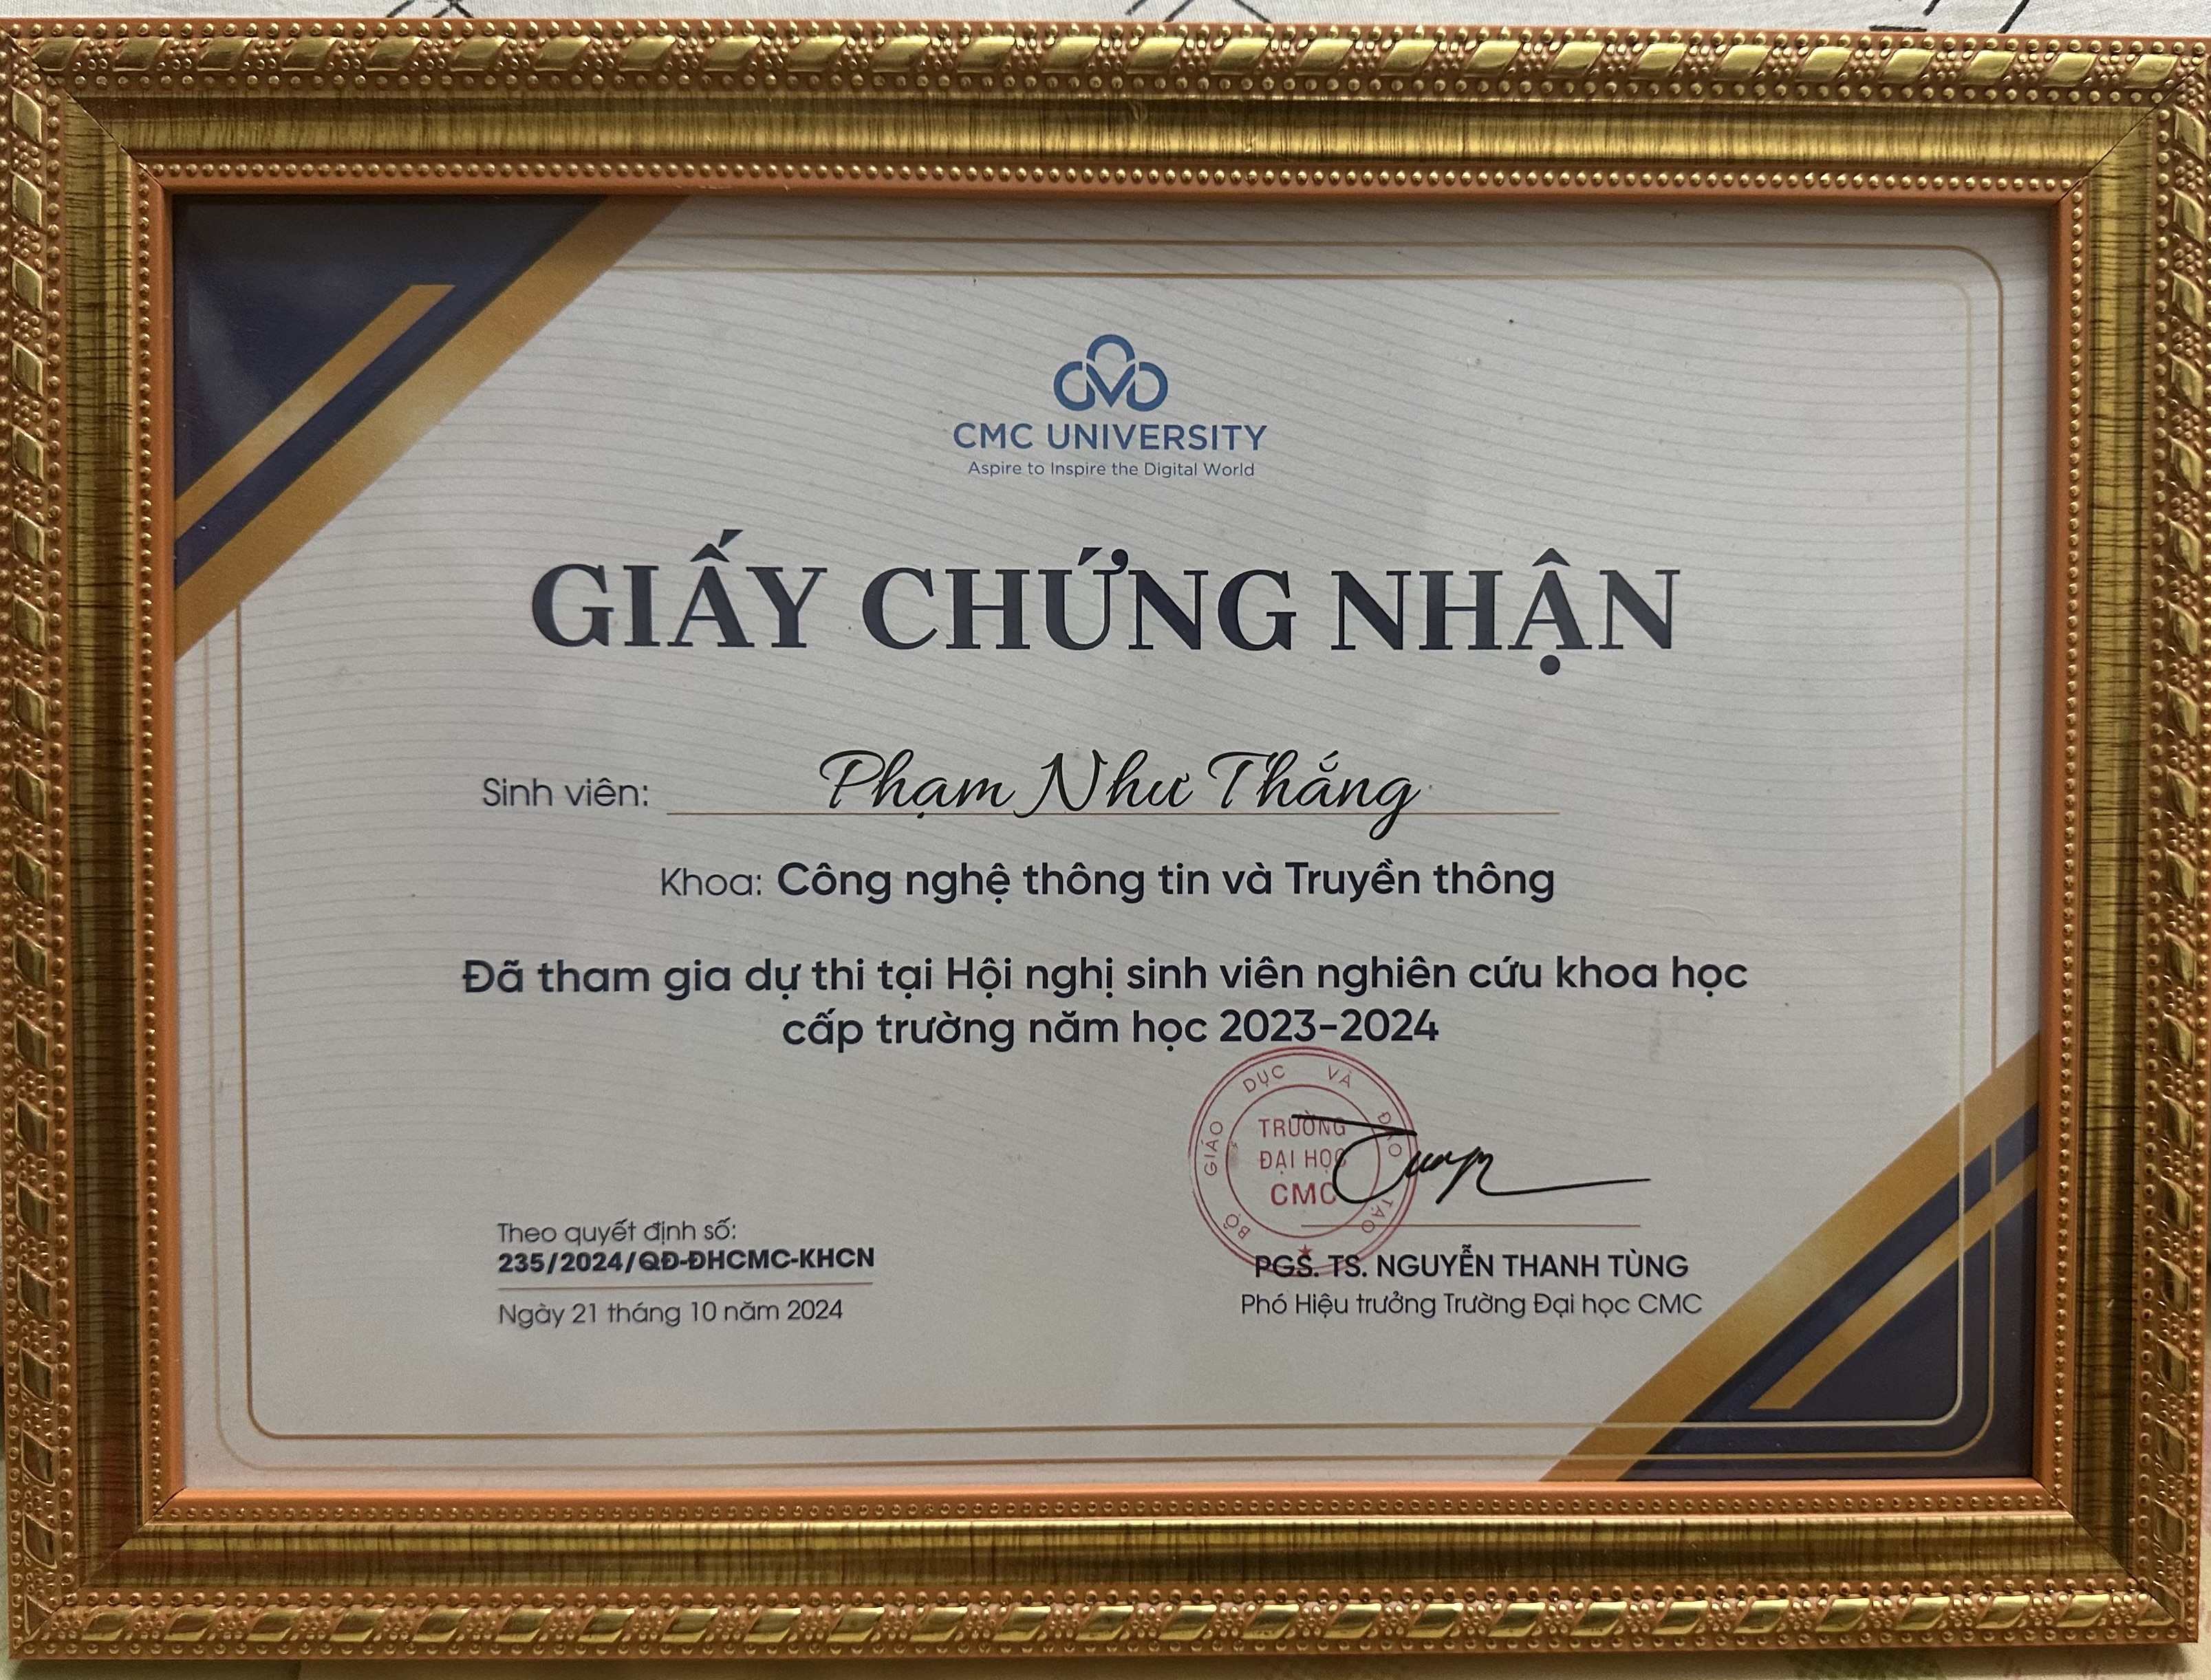 CMC UNIVERSITY
Aspire to Inspire the Digital World
GIẤY CHỨNG NHẬN
Sinh viên: Phạm Như Thắng
Khoa: Công nghệ thông tin và Truyền thông
Đã tham gia dự thi tại Hội nghị sinh viên nghiên cứu khoa học
cấp trường năm học 2023-2024
BỘ GIÁO DỤC VÀ ĐÀO TẠO
TRƯỜNG
ĐẠI HỌC
CMC
Theo quyết định số:
235/2024/QĐ-ĐHCMC-KHCN
Ngày 21 tháng 10 năm 2024
PGS. TS. NGUYỄN THANH TÙNG
Phó Hiệu trưởng Trường Đại học CMC